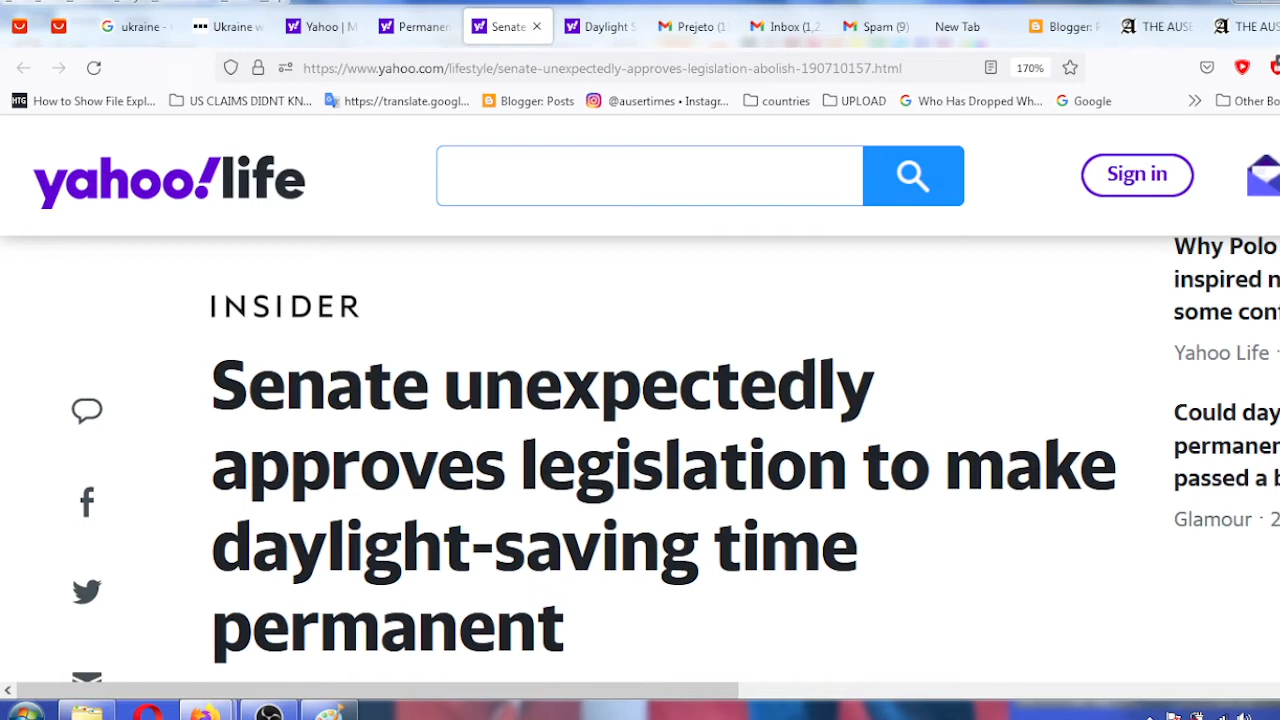 ukraine
Ukraine w
Yahoo | M
Permaner
Senate
Daylight S
Prejeto (1
Inbox (1,2
Spam (9)
New Tab
Blogger: P
THE AUSE
THE AUS
https://www.yahoo.com/lifestyle/senate-unexpectedly-approves-legislation-abolish-190710157.html
170%
HTG How to Show File Expl...
US CLAIMS DIDNT KN...
https://translate.googl...
Blogger: Posts
@ausertimes • Instagr...
countries
UPLOAD
Who Has Dropped Wh...
Google
Other Bo
yahoo!life
Sign in
Why Polo
inspired n
some conf
Yahoo Life ·
INSIDER
Senate unexpectedly
approves legislation to make
daylight-saving time
permanent
Could day
permanen
passed a b
Glamour · 2